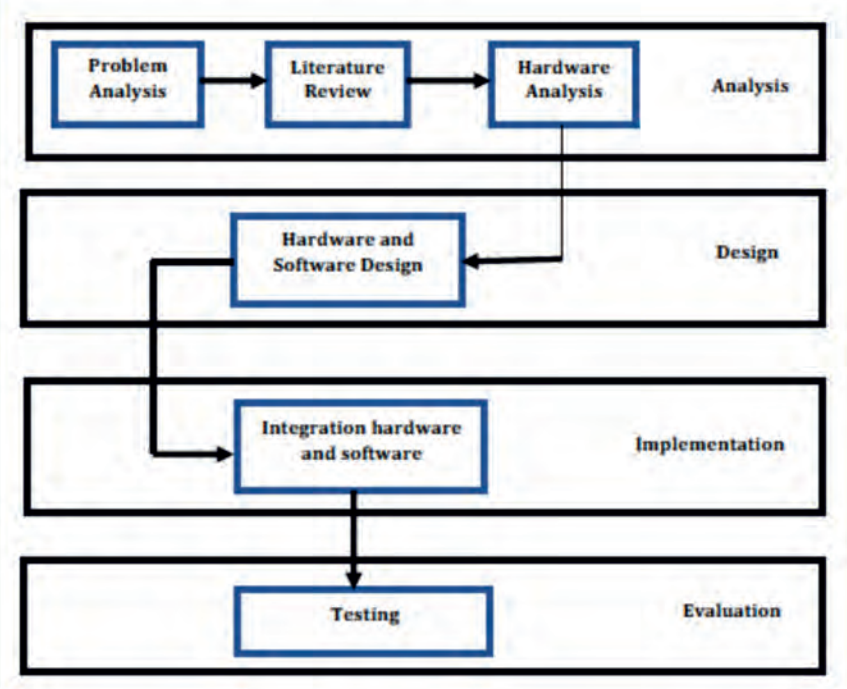 Problem
Analysis
Literature
Review
Hardware
Analysis
Analysis
Hardware and
Software Design
Design
Integration hardware
and software
Implementation
Testing
Evaluation